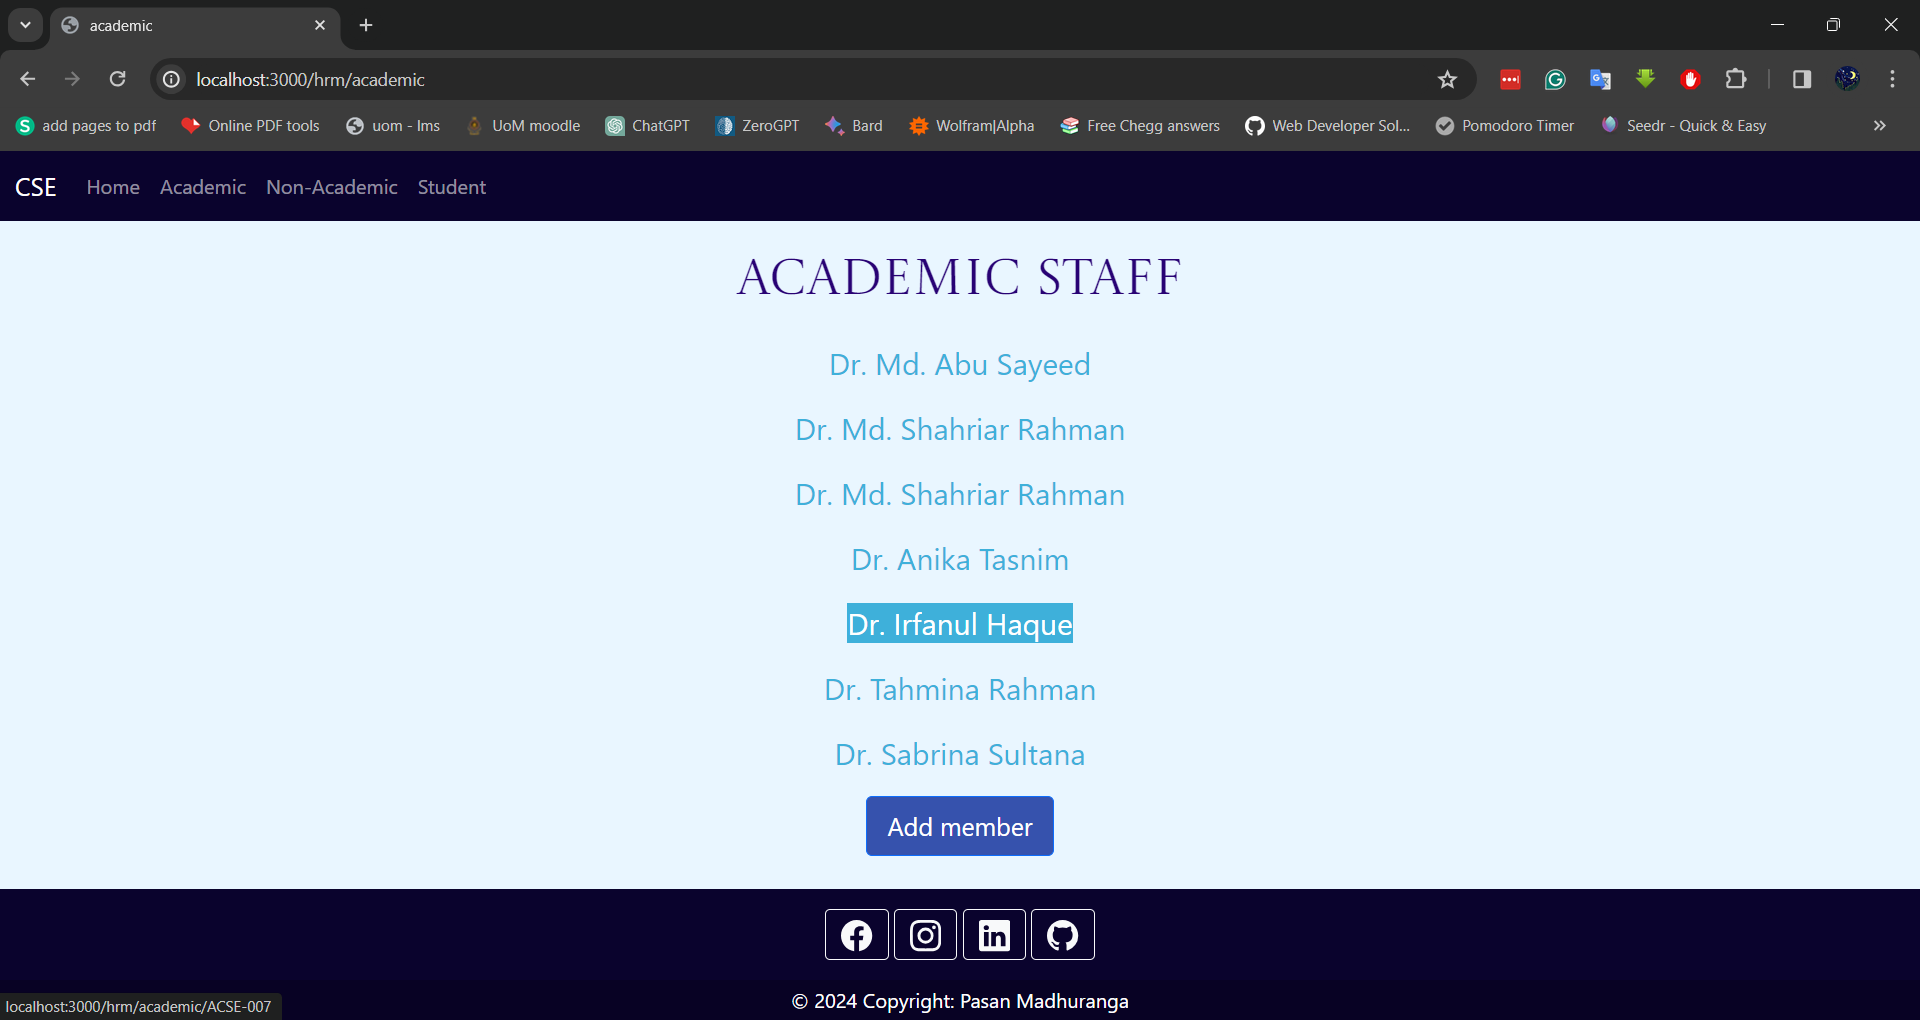 academic
localhost:3000/hrm/academic
add pages to pdf Online PDF tools uom - lms UoM moodle ChatGPT ZeroGPT Bard Wolfram|Alpha Free Chegg answers Web Developer Sol... Pomodoro Timer Seedr - Quick & Easy
CSE Home Academic Non-Academic Student
ACADEMIC STAFF
Dr. Md. Abu Sayeed
Dr. Md. Shahriar Rahman
Dr. Md. Shahriar Rahman
Dr. Anika Tasnim
Dr. Irfanul Haque
Dr. Tahmina Rahman
Dr. Sabrina Sultana
Add member
© 2024 Copyright: Pasan Madhuranga
localhost:3000/hrm/academic/ACSE-007